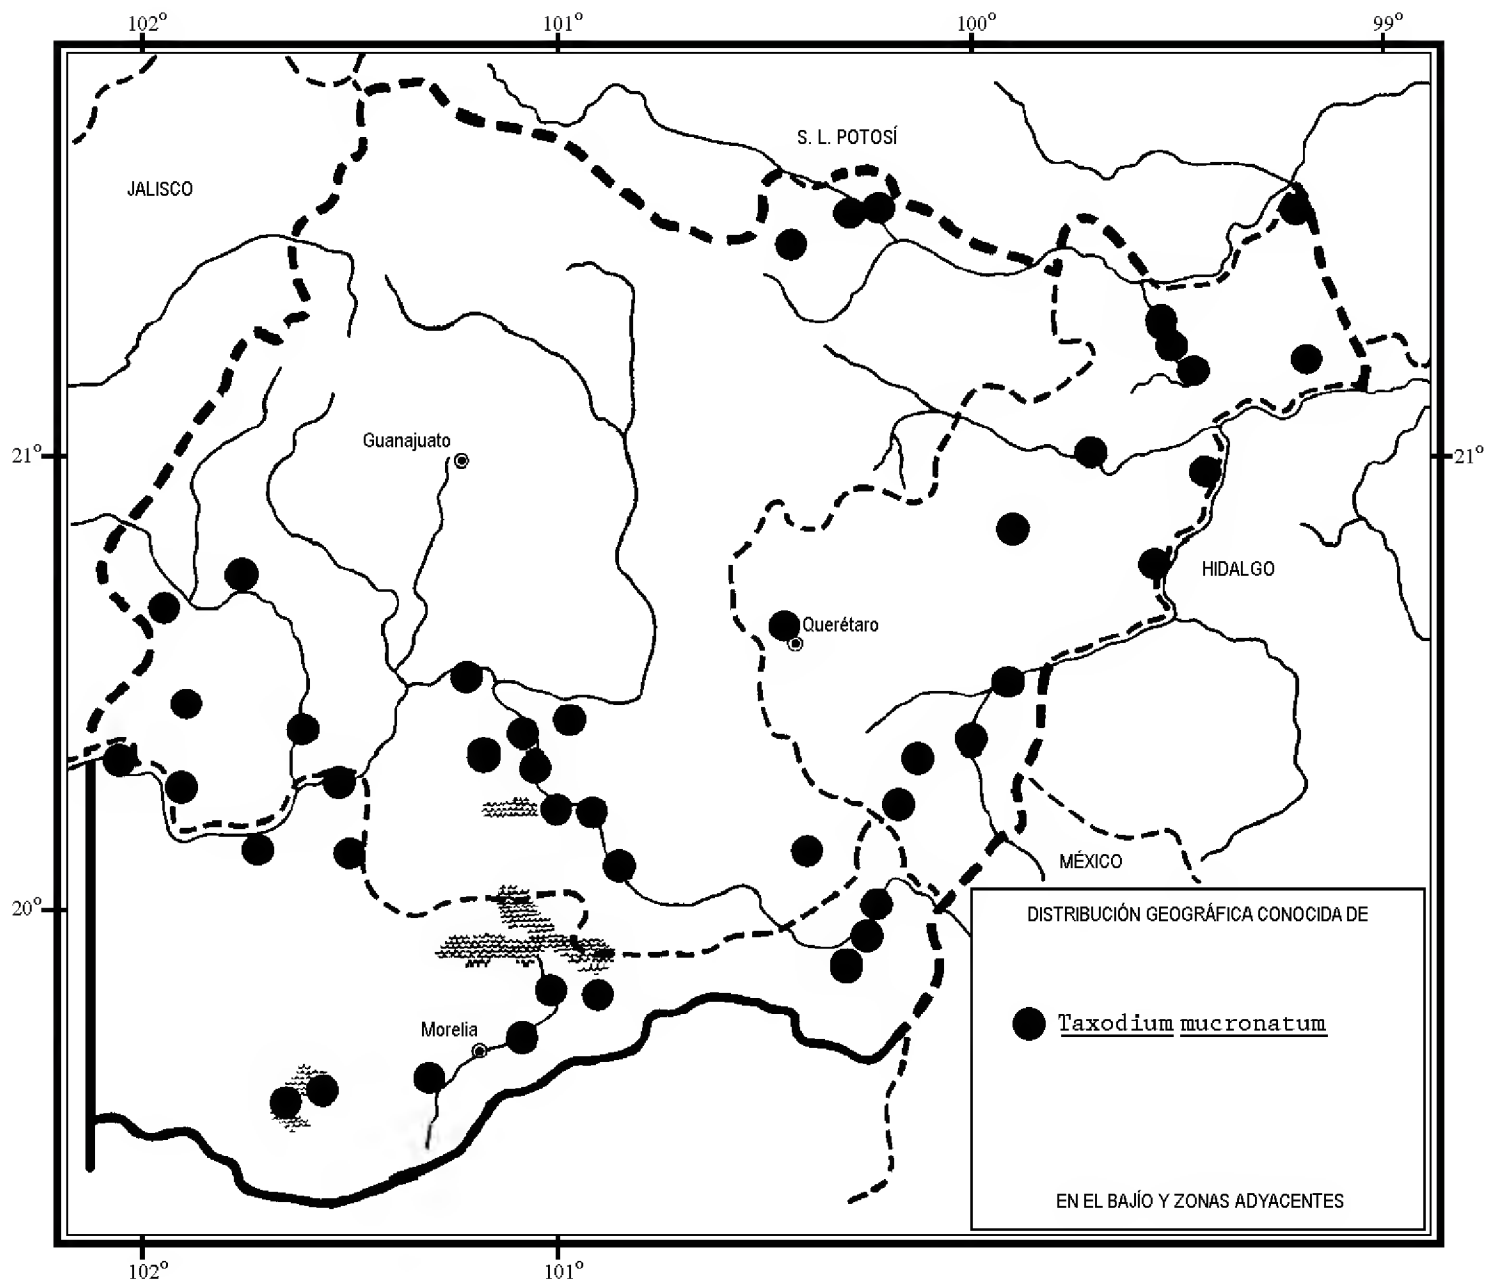 102° 101° 100° 99°
S. L. POTOSÍ
JALISCO
Guanajuato
21° 21°
HIDALGO
Querétaro
MÉXICO
20°
DISTRIBUCIÓN GEOGRÁFICA CONOCIDA DE
Taxodium mucronatum
Morelia
EN EL BAJÍO Y ZONAS ADYACENTES
102° 101°